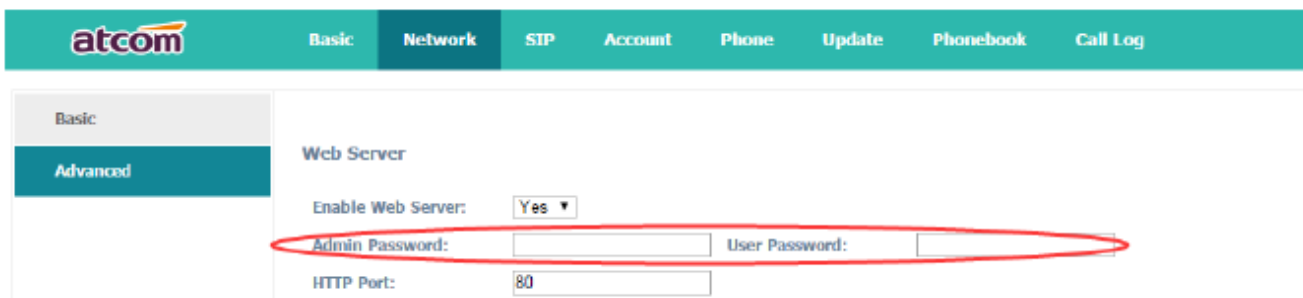 atcom Basic Network SIP Account Phone Update Phonebook Call Log
Basic
Advanced
Web Server
Enable Web Server: Yes
Admin Password: User Password:
HTTP Port: 80